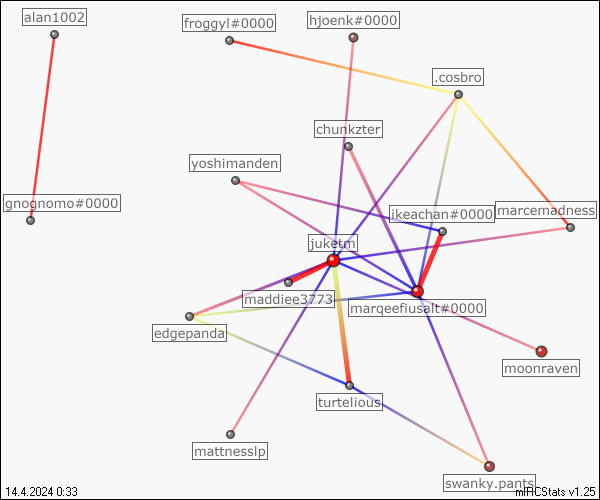 alan1002
froggyl#0000
hjoenk#0000
.cosbro
chunkzter
yoshimanden
gnognomo#0000
ikeachan#0000
marcemadness
juketm
maddiee3773
marqeefiusalt#0000
edgepanda
moonraven
turtelious
mattnesslp
swanky.pants
14.4.2024 0:33
mIRCStats v1.25